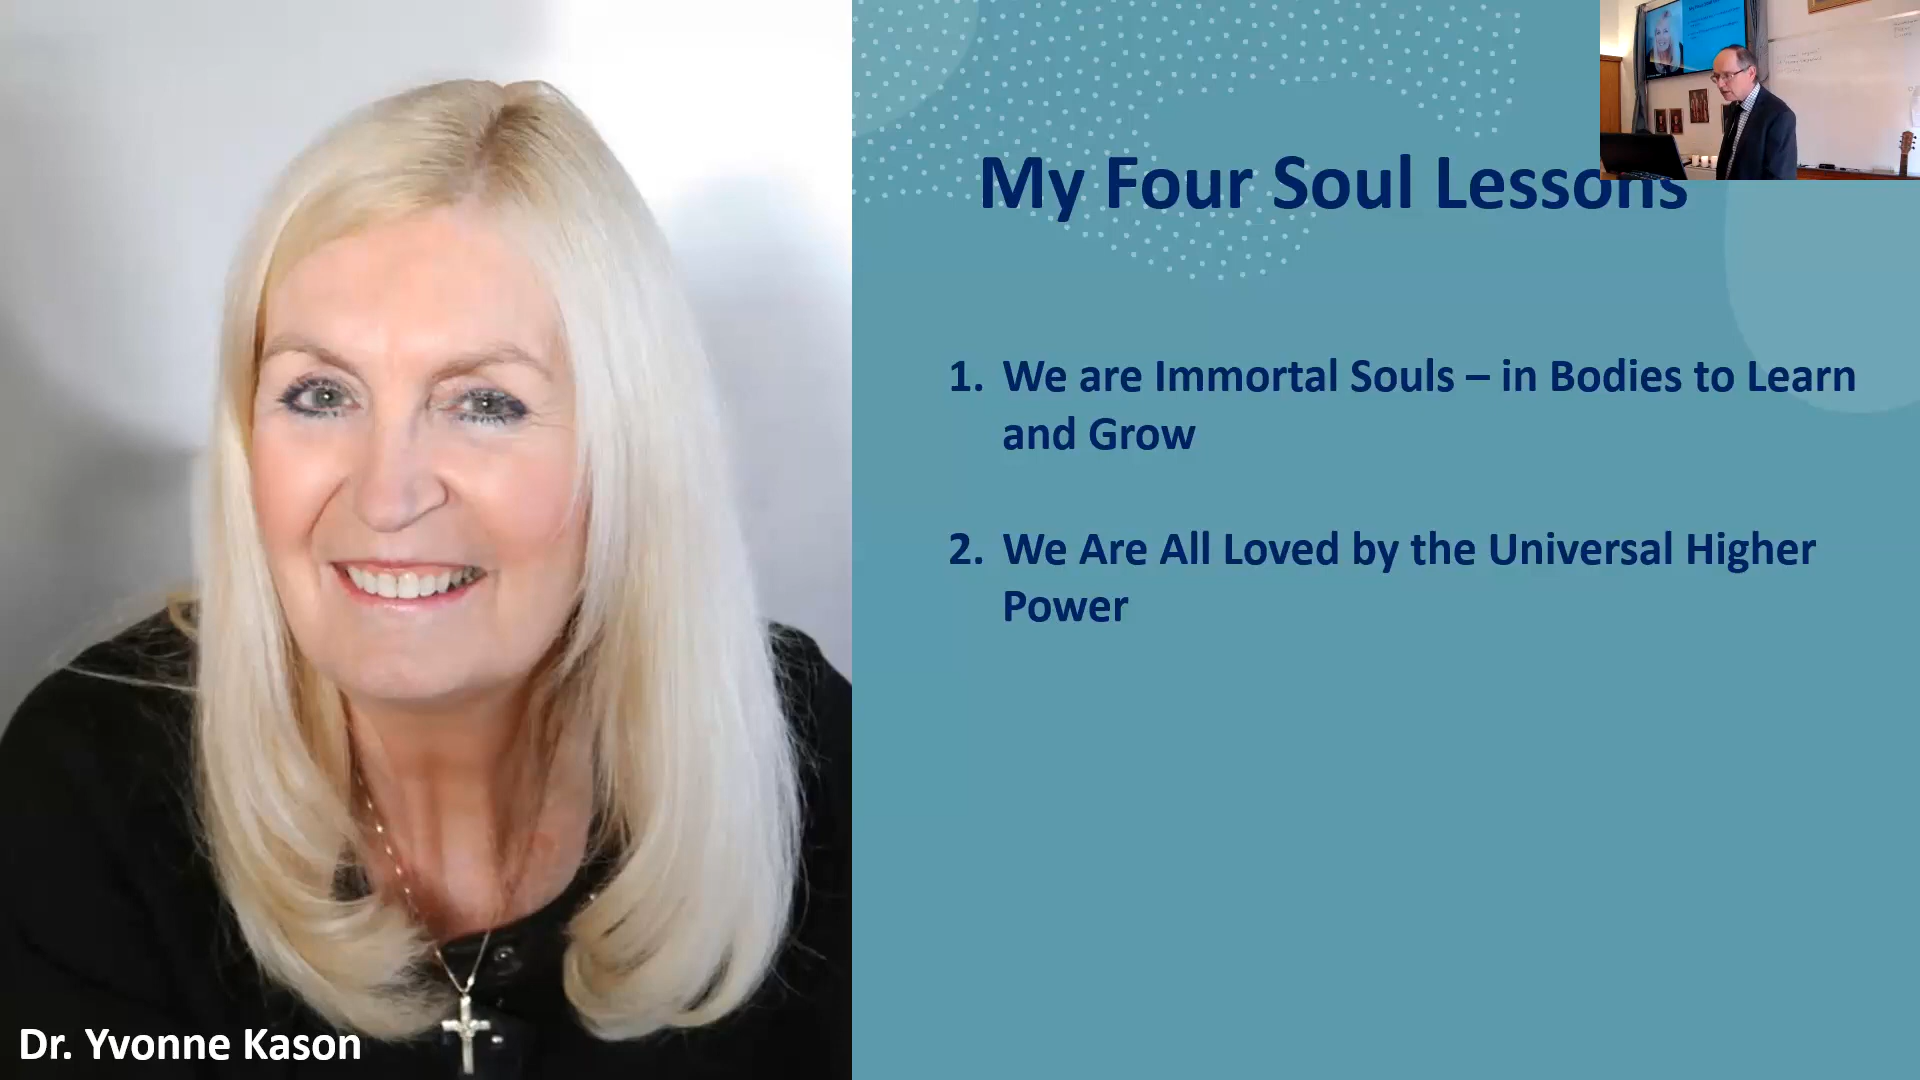 My Four Soul Lessons
1. We are Immortal Souls – in Bodies to Learn
and Grow
2. We Are All Loved by the Universal Higher
Power
Dr. Yvonne Kason